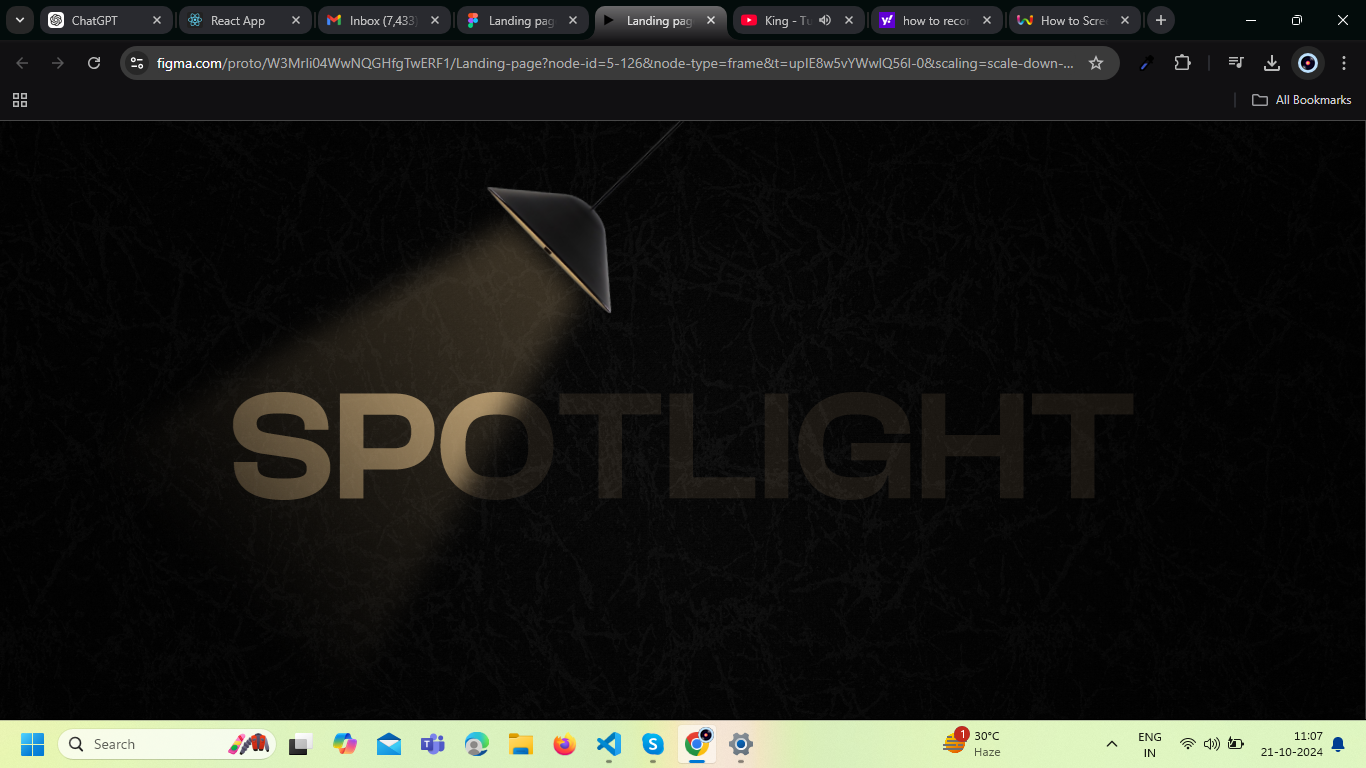 ChatGPT
React App
Inbox (7,433)
Landing pag
Landing pag
King - Tu
how to recor
How to Scree
figma.com/proto/W3MrIi04WwNQGHfgTwERF1/Landing-page?node-id=5-126&node-type=frame&t=upIE8w5vYWwIQ56I-0&scaling=scale-down-...
All Bookmarks
SPOTLIGHT
Search
1
30°C
Haze
ENG
IN
11:07
21-10-2024